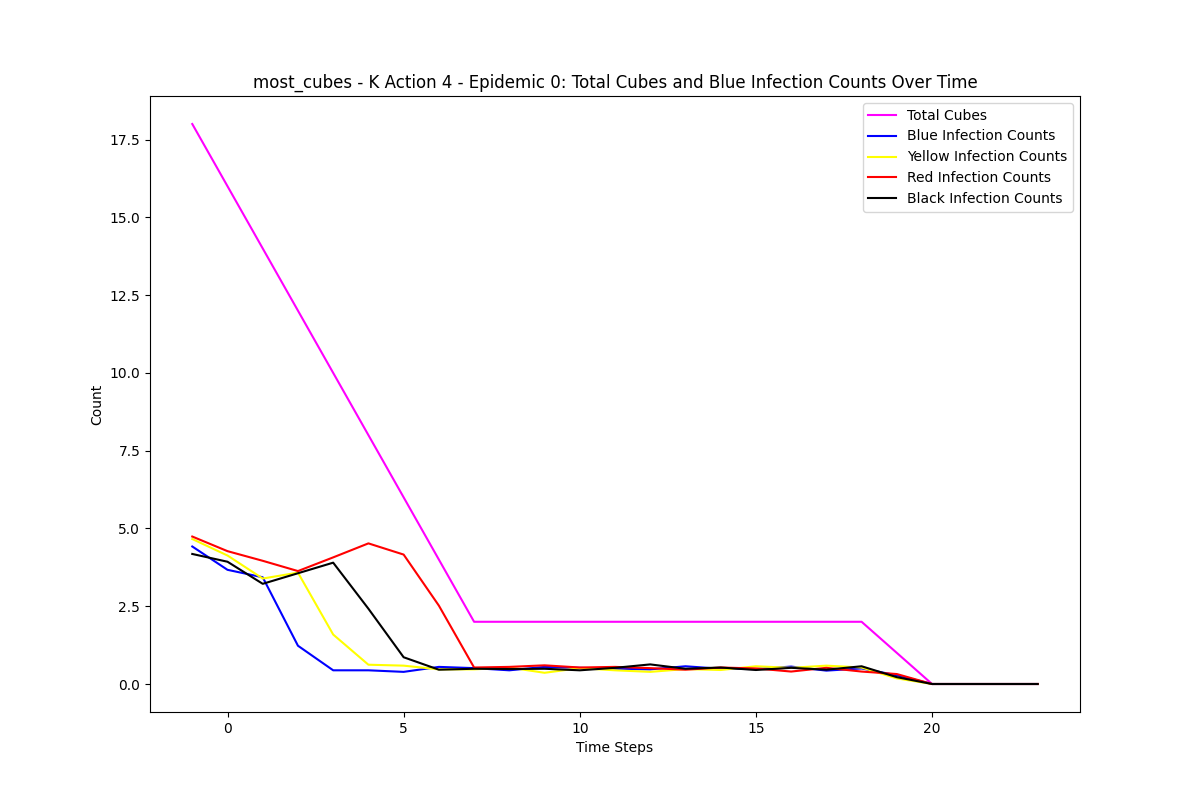 most_cubes - K Action 4 - Epidemic 0: Total Cubes and Blue Infection Counts Over Time
Total Cubes
Blue Infection Counts
Yellow Infection Counts
Red Infection Counts
Black Infection Counts
17.5
15.0
12.5
10.0
7.5
5.0
2.5
0.0
Count
0 5 10 15 20
Time Steps